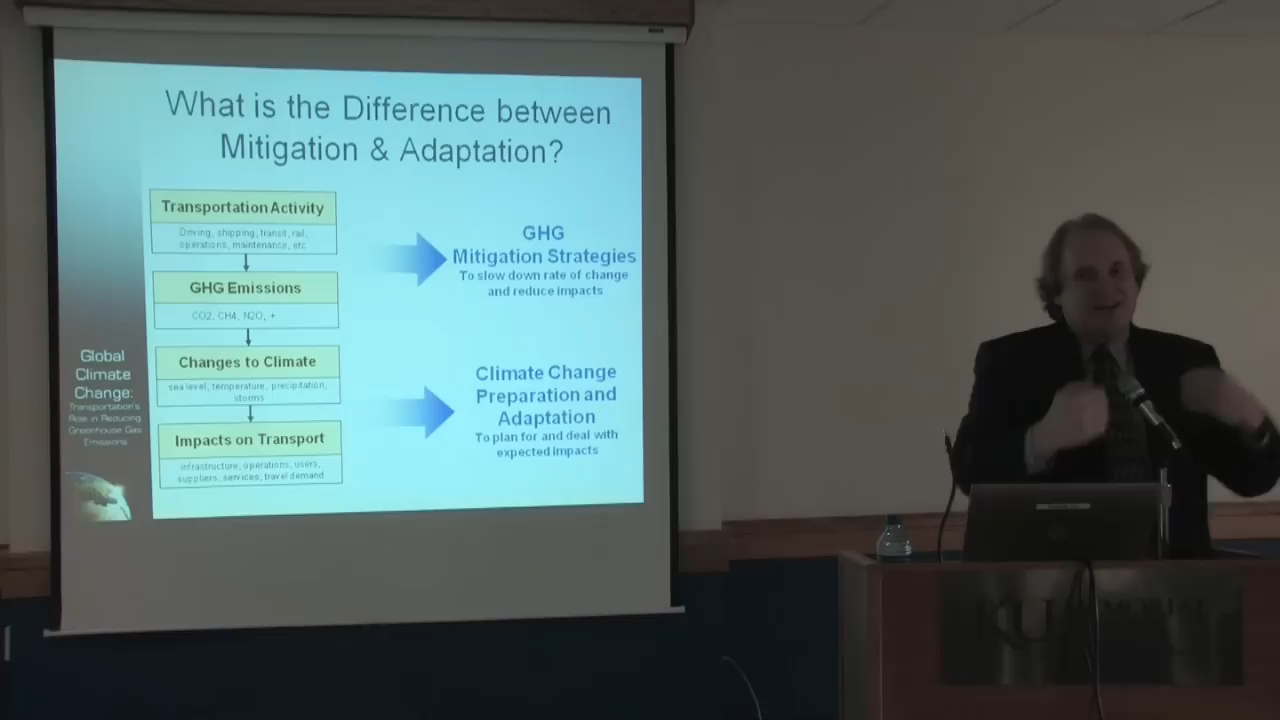 What is the Difference between
Mitigation & Adaptation?
Transportation Activity
Driving, shipping, transit, rail,
operations, maintenance, etc
GHG Emissions
CO2, CH4, N2O, +
Changes to Climate
sea level, temperature, precipitation,
storms
Impacts on Transport
infrastructure, operations, users,
suppliers, services, travel demand
GHG
Mitigation Strategies
To slow down rate of change
and reduce impacts
Climate Change
Preparation and
Adaptation
To plan for and deal with
expected impacts
Global
Climate
Change:
Transportation's
Role in Reducing
Greenhouse Gas
Emissions